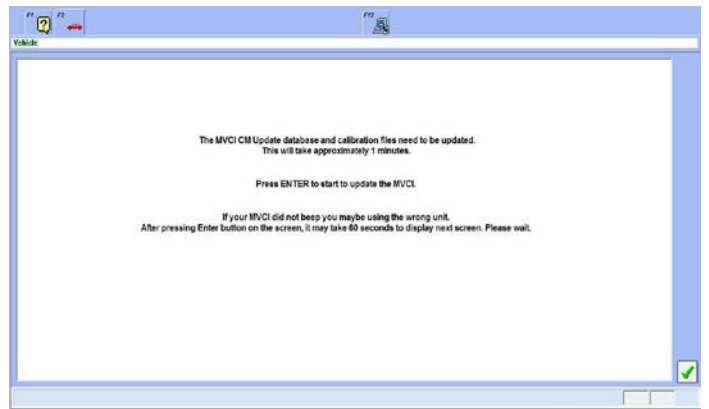 F1
F2
F12
Vehicle
The MVCI CM Update database and calibration files need to be updated.
This will take approximately 1 minutes.
Press ENTER to start to update the MVCI.
If your MVCI did not beep you maybe using the wrong unit.
After pressing Enter button on the screen, it may take 60 seconds to display next screen. Please wait.